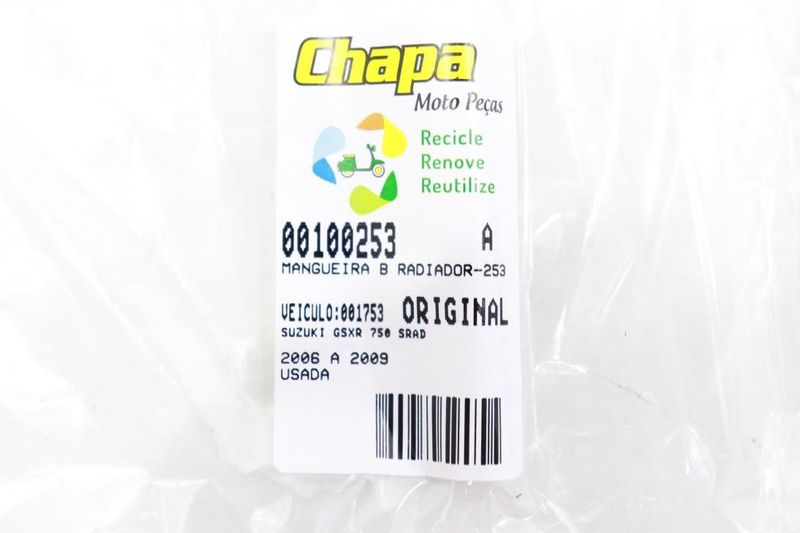 Chapa
Moto Peças
Recicle
Renove
Reutilize
00100253 A
MANGUEIRA B RADIADOR-253
VEICULO:001753 ORIGINAL
SUZUKI GSXR 750 SRAD
2006 A 2009
USADA